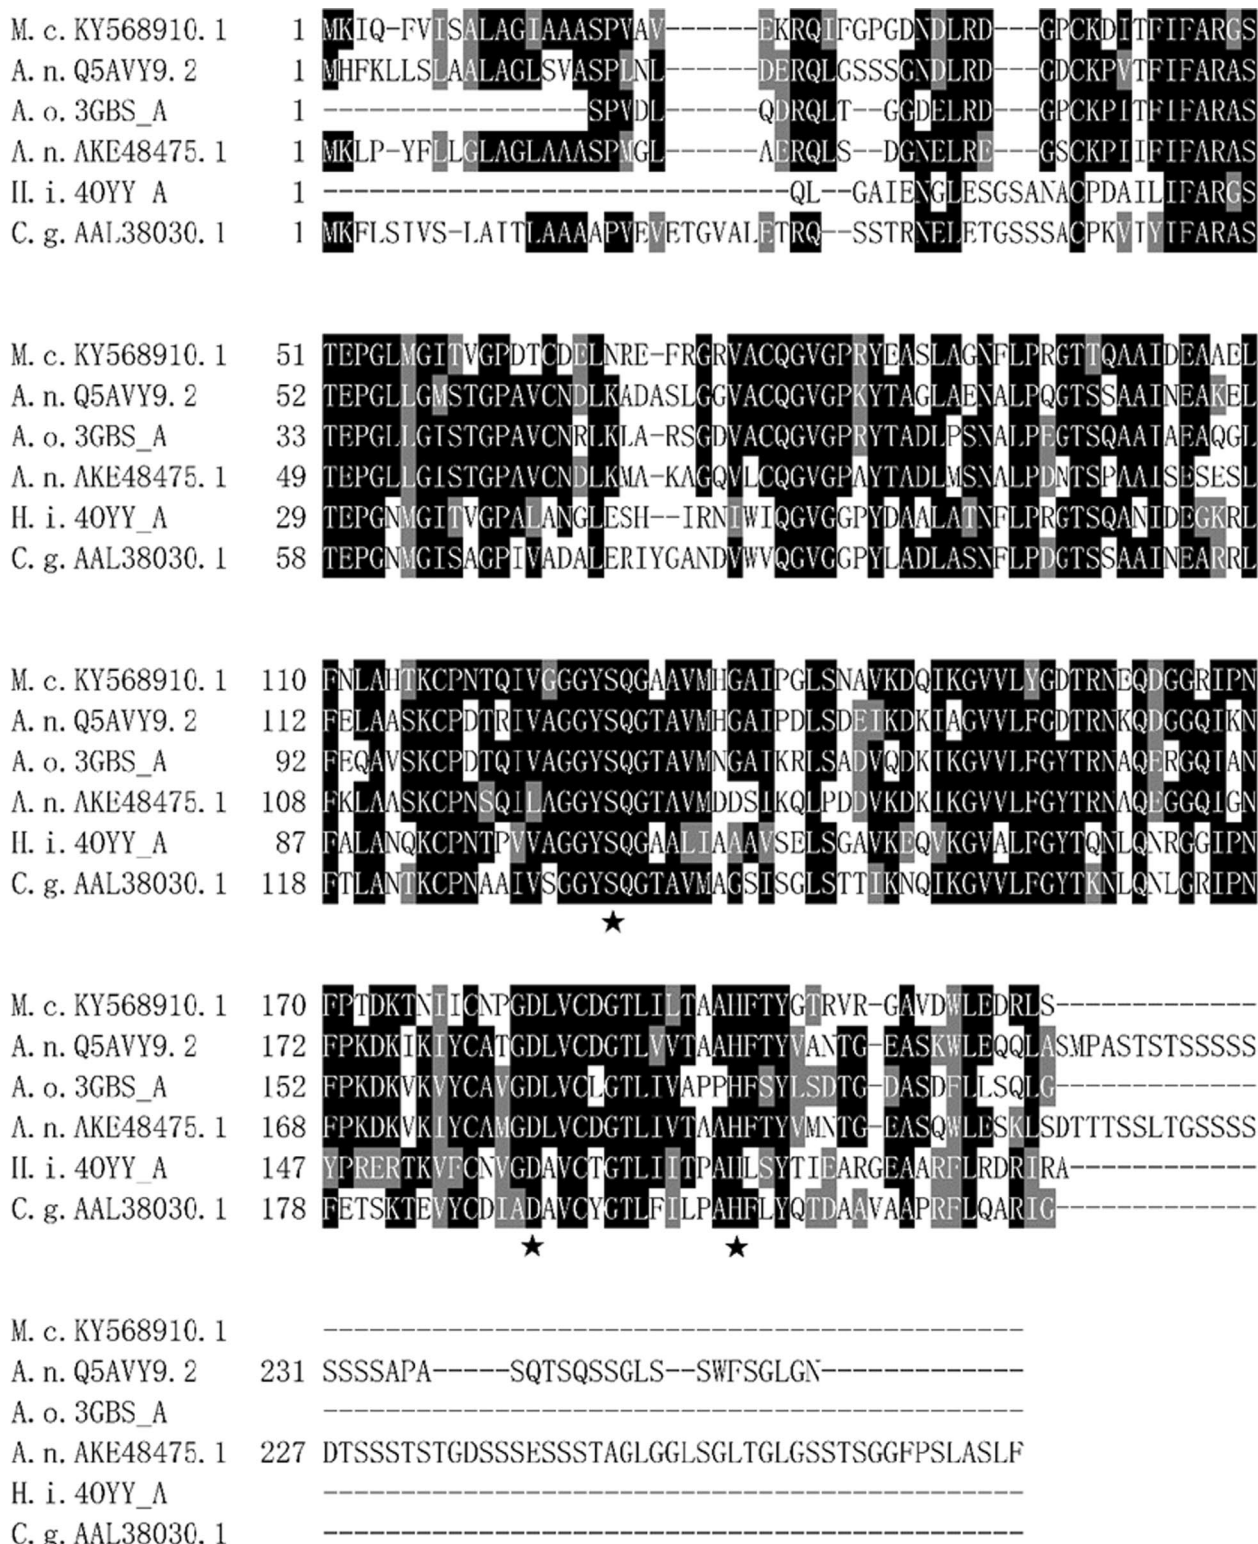 M.c.KY568910.1 1 MKIQ-FVISALAGIAAASPVAV------EKRQIFGPGDNDLRD---GPCKDITFIFARGS
A.n.Q5AVY9.2 1 MHFKLLSLAALAGLSVASPLNL------DERQLGSSSGNDLRD---GDCKPVTFIFARAS
A.o.3GBS_A 1 -----------------SPVDL------QDRQLT--GGDELRD---GPCKPITFIFARAS
A.n.AKE48475.1 1 MKLP-YFLLGLAGLAAASPMGL------AERQLS--DGNELRE---GSCKPIIFIFARAS
H.i.4OYY A 1 ------------------------------QL--GAIENGLESGSANACPDAILIFARGS
C.g.AAL38030.1 1 MKFLSIVS-LAITLAAAAPVEVETGVALETRQ--SSTRNELETGSSSACPKVIYIFARAS
M.c.KY568910.1 51 TEPGLMGITVGPDTCDELNRE-FRGRVACQGVGPRYEASLAGNFLPRGTTQAAIDEAAEL
A.n.Q5AVY9.2 52 TEPGLLGMSTGPAVCNDLKADASLGGVACQGVGPKYTAGLAENALPQGTSSAAINEAKEL
A.o.3GBS_A 33 TEPGLLGISTGPAVCNRLKLA-RSGDVACQGVGPRYTADLPSNALPEGTSQAAIAEAQGL
A.n.AKE48475.1 49 TEPGLLGISTGPAVCNDLKMA-KAGQVLCQGVGPAYTADLMSNALPDNTSPAAISESESL
H.i.4OYY_A 29 TEPGNMGITVGPALANGLESH--IRNIWIQGVGGPYDAALATNFLPRGTSQANIDEGKRL
C.g.AAL38030.1 58 TEPGNMGISAGPIVADALERIYGANDVWVQGVGGPYLADLASNFLPDGTSSAAINEARRL
M.c.KY568910.1 110 FNLAHTKCPNTQIVGGGYSQGAAVMHGAIPGLSNAVKDQIKGVVLYGDTRNEQDGGRIPN
A.n.Q5AVY9.2 112 FELAASKCPDTRIVAGGYSQGTAVMHGAIPDLSDEIKDKIAGVVLFGDTRNKQDGGQIKN
A.o.3GBS_A 92 FEQAVSKCPDTQIVAGGYSQGTAVMNGAIKRLSADVQDKIKGVVLFGYTRNAQERGQIAN
A.n.AKE48475.1 108 FKLAASKCPNSQILAGGYSQGTAVMDDSIKQLPDDVKDKIKGVVLFGYTRNAQEGGQIGN
H.i.4OYY_A 87 FALANQKCPNTPVVAGGYSQGAALIAAAVSELSGAVKEQVKGVALFGYTQNLQNRGGIPN
C.g.AAL38030.1 118 FTLANTKCPNAAIVSGGYSQGTAVMAGSISGLSTTIKNQIKGVVLFGYTKNLQNLGRIPN
★
M.c.KY568910.1 170 FPTDKTNIICNPGDLVCDGTLILTAAHFTYGTRVR-GAVDWLEDRLS-------------
A.n.Q5AVY9.2 172 FPKDKIKIYCATGDLVCDGTLVVTAAHFTYVANTG-EASKWLEQQLASMPASTSTSSSSS
A.o.3GBS_A 152 FPKDKVKVYCAVGDLVCLGTLIVAPPHFSYLSDTG-DASDFLLSQLG-------------
A.n.AKE48475.1 168 FPKDKVKIYCAMGDLVCDGTLIVTAAHFTYVMNTG-EASQWLESKLSDTTTSSLTGSSSS
H.i.4OYY_A 147 YPRERTKVFCNVGDAVCTGTLIITPAHLSYTIEARGEAARFLRDRIRA------------
C.g.AAL38030.1 178 FETSKTEVYCDIADAVCYGTLFILPAHFLYQTDAAVAAPRFLQARIG-------------
★ ★
M.c.KY568910.1 ---------------------------------------------
A.n.Q5AVY9.2 231 SSSSAPA-----SQTSQSSGLS--SWFSGLGN-------------
A.o.3GBS_A ---------------------------------------------
A.n.AKE48475.1 227 DTSSSTSTGDSSSESSSTAGLGGLSGLTGLGSSTSGGFPSLASLF
H.i.4OYY_A ---------------------------------------------
C.g.AAL38030.1 ---------------------------------------------